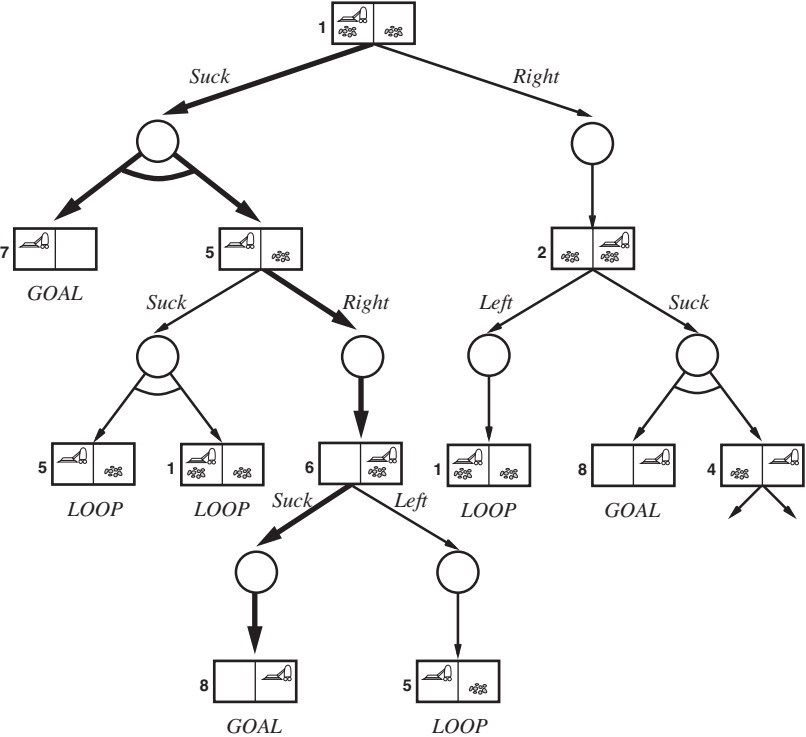 1
Suck Right
7 5 2
GOAL
Suck Right Left Suck
5 1 6 1 8 4
LOOP LOOP LOOP GOAL
Suck Left
8 5
GOAL LOOP